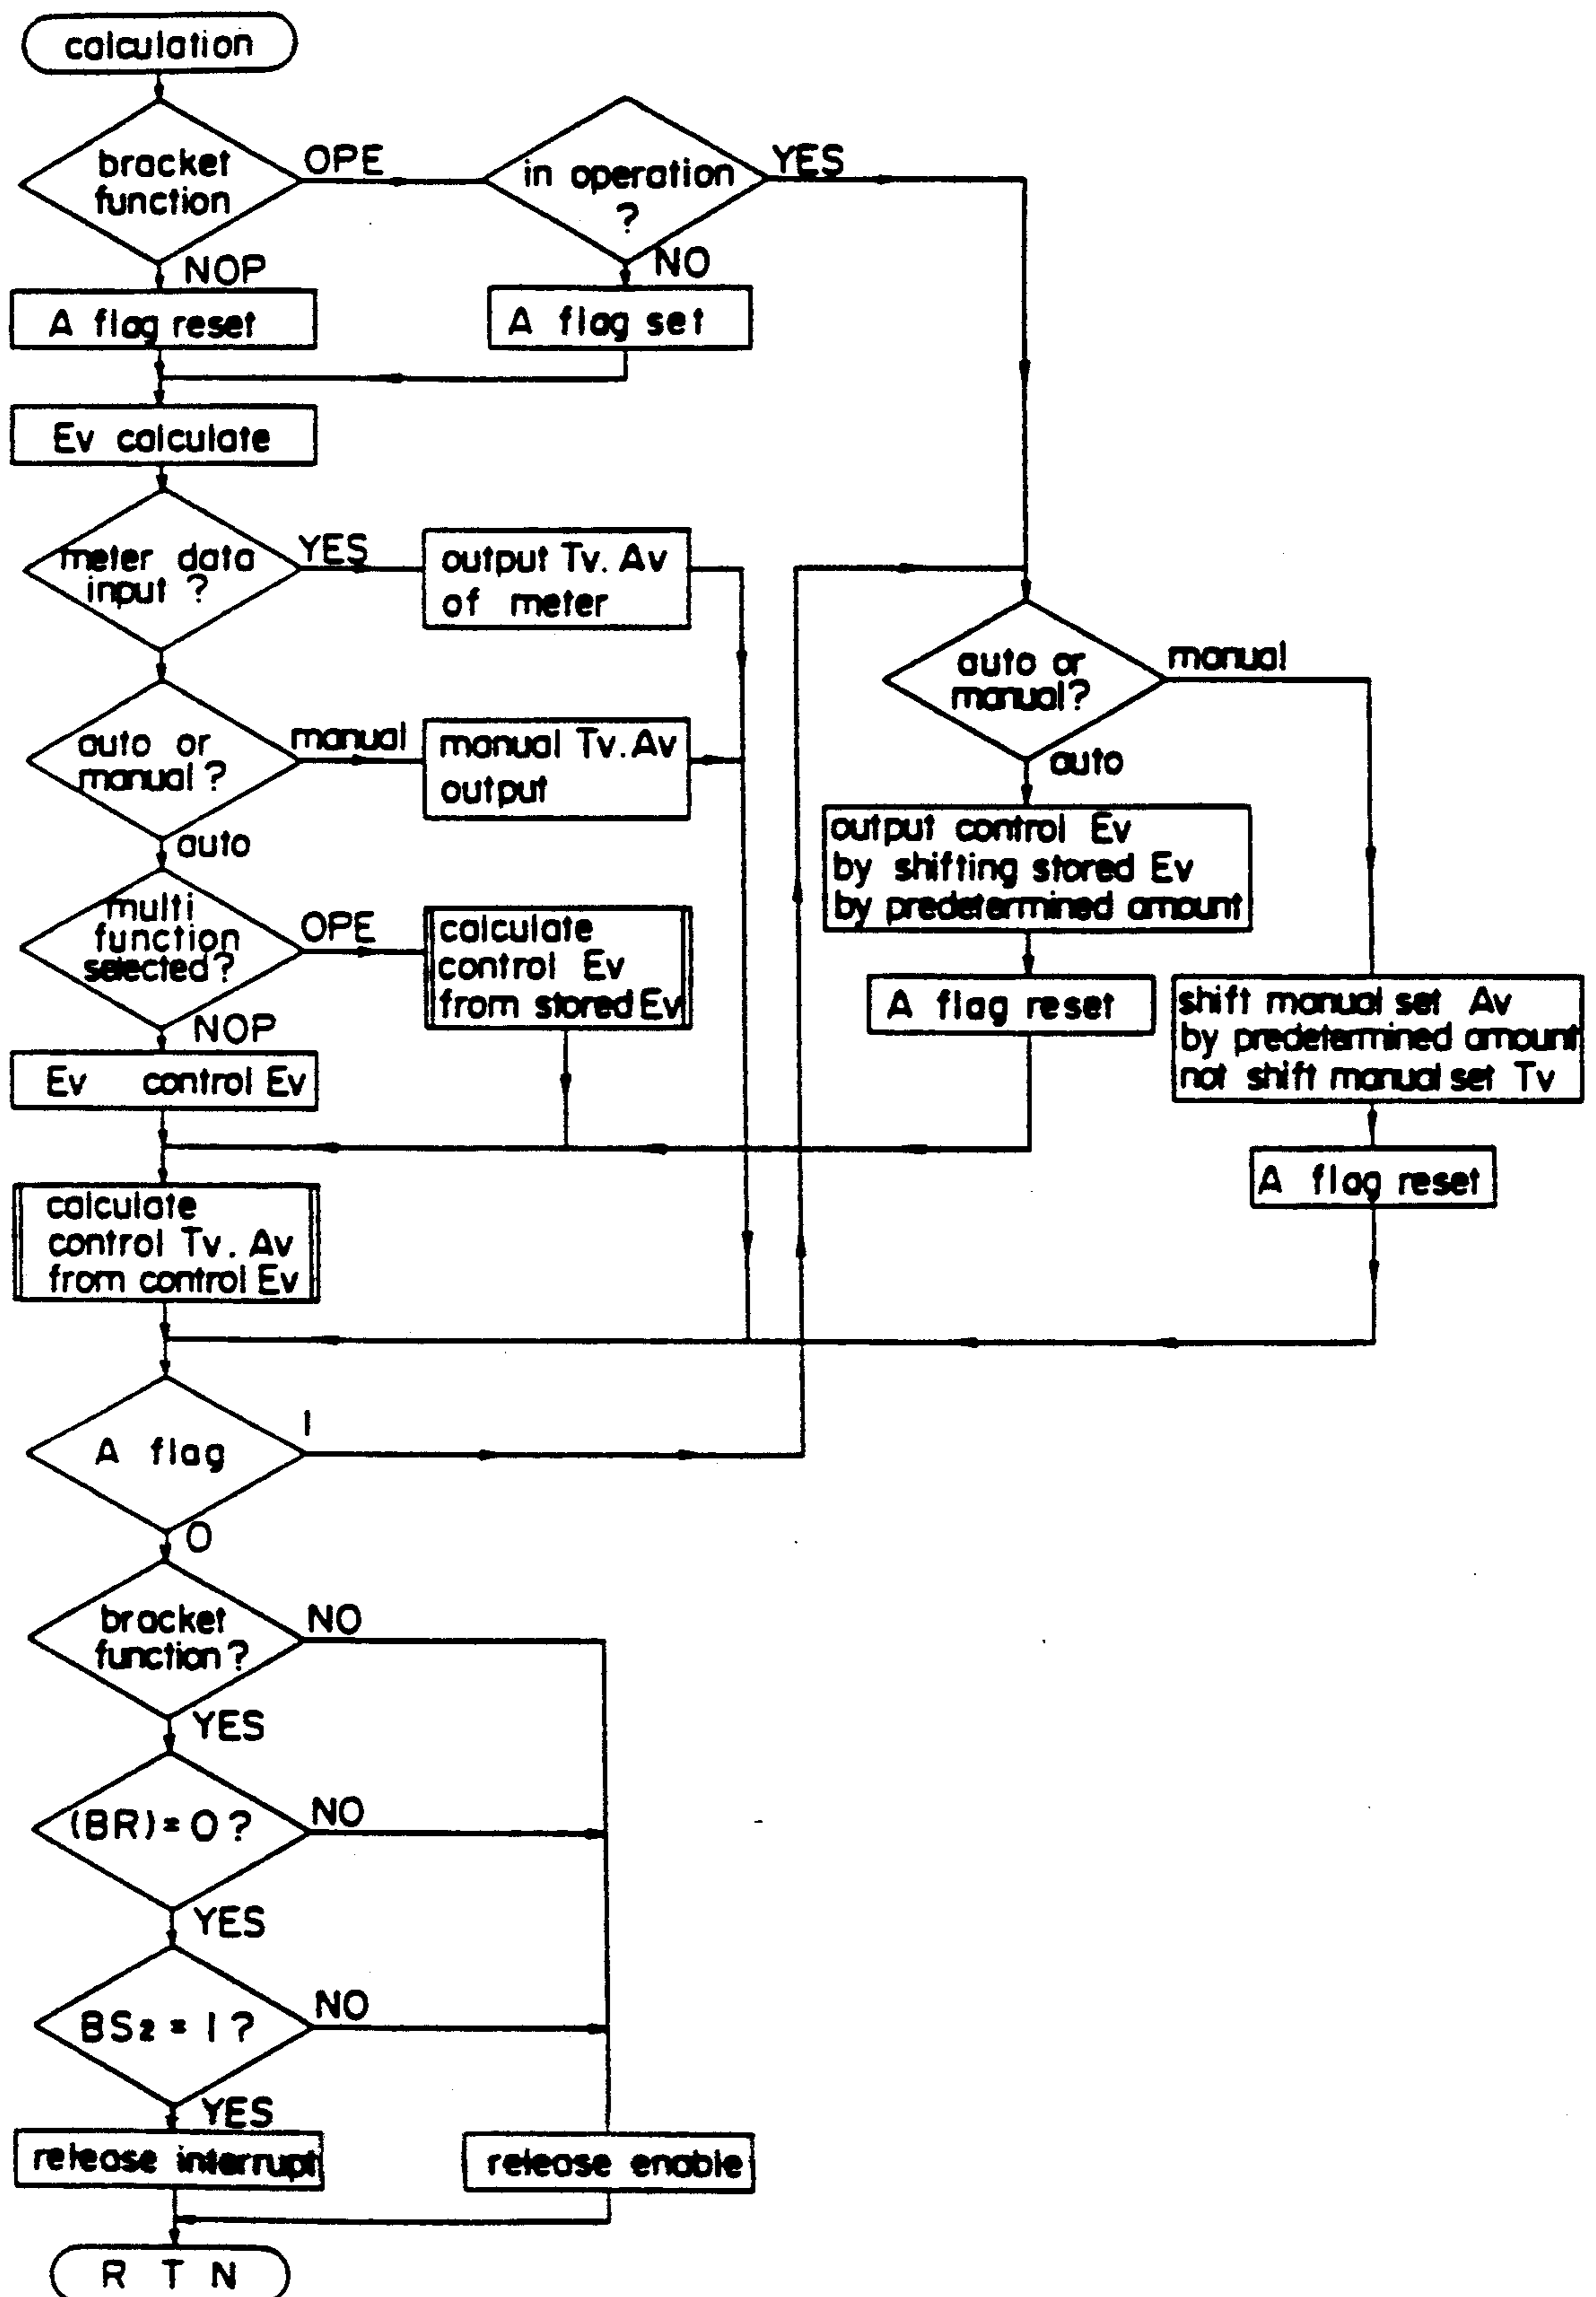 calculation
bracket
function
OPE
in operation
?
YES
NOP
NO
A flag reset
A flag set
Ev calculate
meter data
input ?
YES
output Tv. Av
of meter
auto or
manual ?
manual
manual Tv. Av
output
auto
auto or
manual?
manual
auto
output control Ev
by shifting stored Ev
by predetermined amount
multi
function
selected?
OPE
calculate
control Ev
from stored Ev
NOP
A flag reset
shift manual set Av
by predetermined amount
not shift manual set Tv
Ev control Ev
A flag reset
calculate
control Tv. Av
from control Ev
A flag
1
0
bracket
function ?
NO
YES
(BR) = 0 ?
NO
YES
BS2 = 1 ?
NO
YES
release interrupt
release enable
R T N